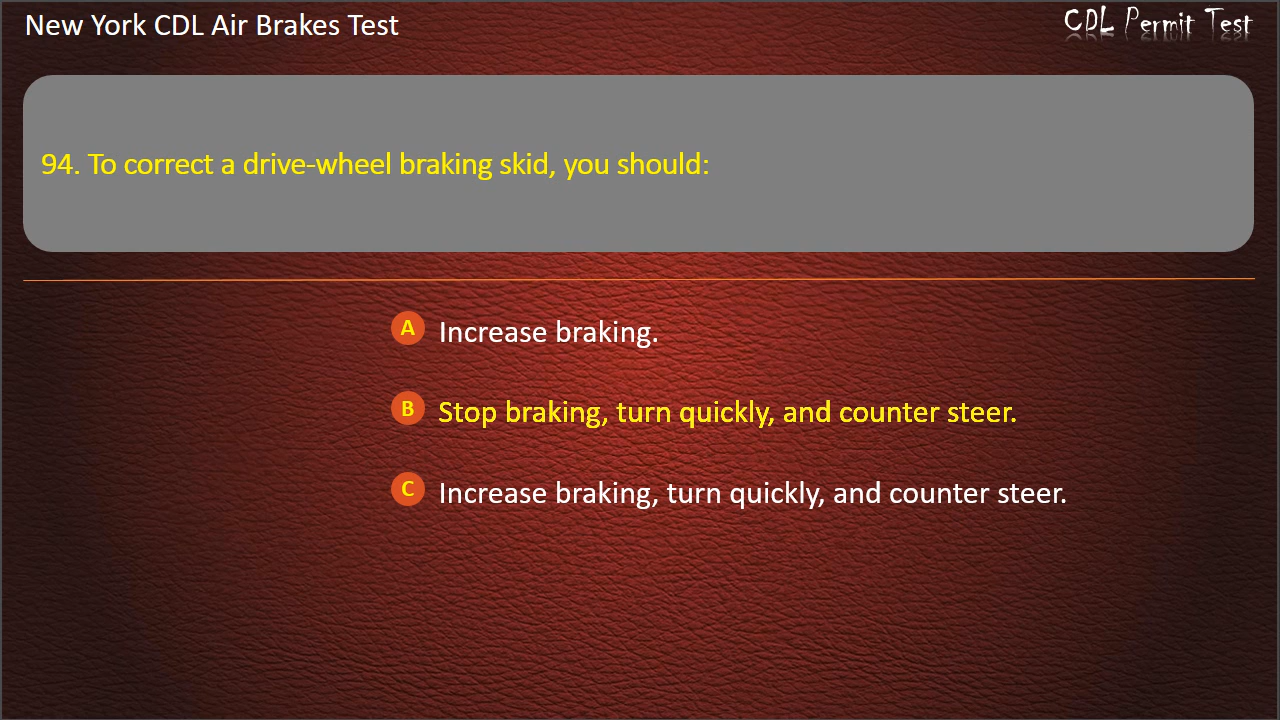 New York CDL Air Brakes Test
CDL Permit Test
94. To correct a drive-wheel braking skid, you should:
A Increase braking.
B Stop braking, turn quickly, and counter steer.
C Increase braking, turn quickly, and counter steer.